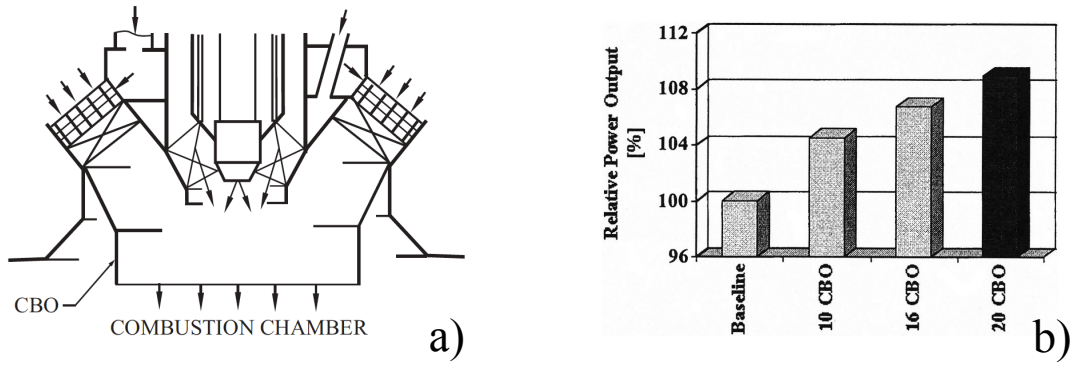 CBO
COMBUSTION CHAMBER
a)
Relative Power Output
[%]
112
108
104
100
96
Baseline
10 CBO
16 CBO
20 CBO
b)